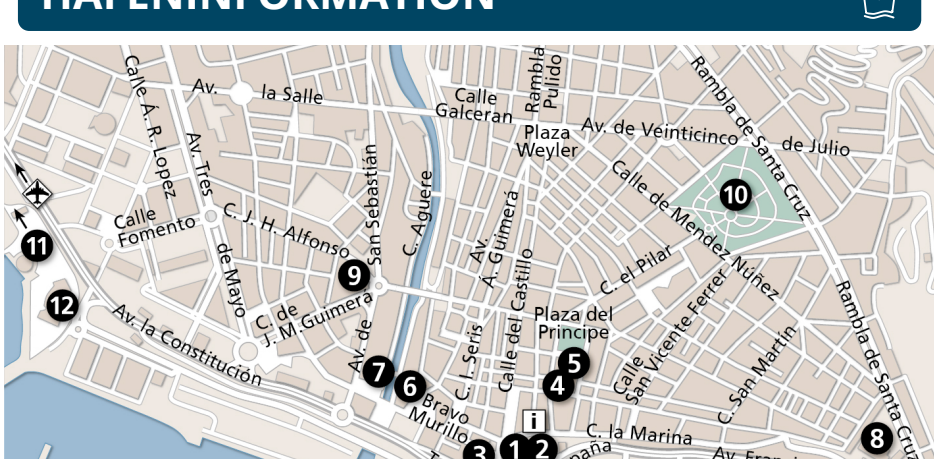 HAFENINFORMATION
Calle Á. R. Lopez
Av. la Salle
Av. Tres
de Mayo
San Sebastián
C. Aguere
Calle
Galceran
Rambla
Pulido
Plaza
Weyler
Av. de Veinticinco de Julio
Rambla de Santa Cruz
10
Calle de Mendez Núñez
Calle
Fomento
C. J. H. Alfonso
Av.
Á. Guimerá
C. el Pilar
11
9
12
C. de
J. M. Guimera
Av. la Constitución
Av. de
Calle del Castillo
C. I. Seris
Plaza del
Principe
Calle
San Vicente Ferrer
C. San Martín
Rambla de Santa Cruz
5
7
6
4
Bravo
Murillo
i
C. la Marina
8
3
1
2